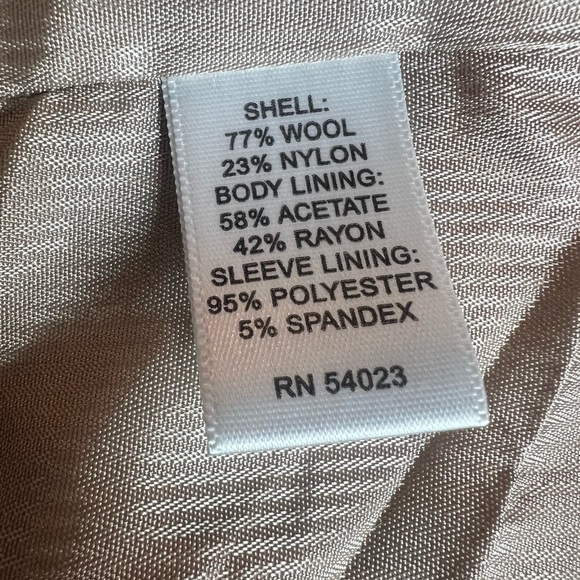 SHELL:
77% WOOL
23% NYLON
BODY LINING:
58% ACETATE
42% RAYON
SLEEVE LINING:
95% POLYESTER
5% SPANDEX
RN 54023